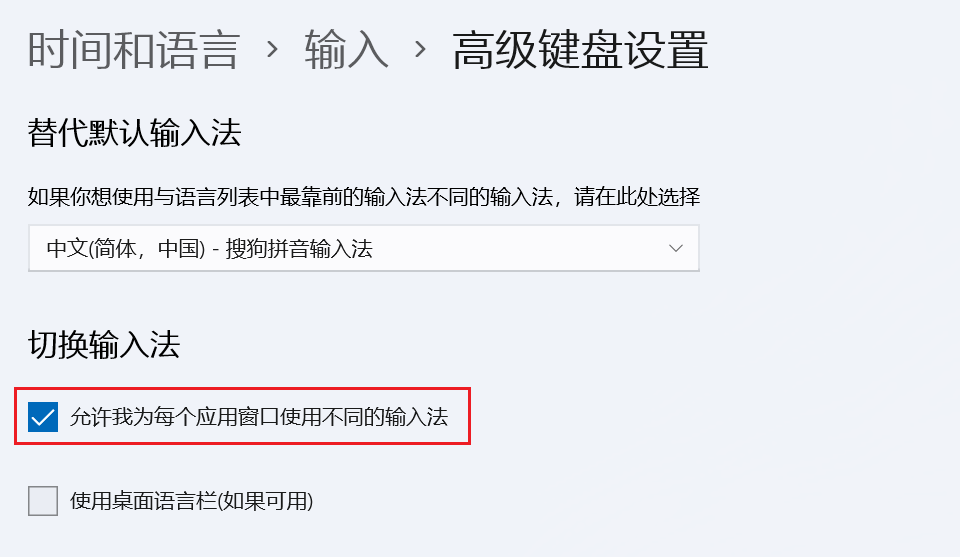 时间和语言 › 输入 › 高级键盘设置
替代默认输入法
如果你想使用与语言列表中最靠前的输入法不同的输入法，请在此处选择
中文(简体，中国) - 搜狗拼音输入法
切换输入法
允许我为每个应用窗口使用不同的输入法
使用桌面语言栏(如果可用)